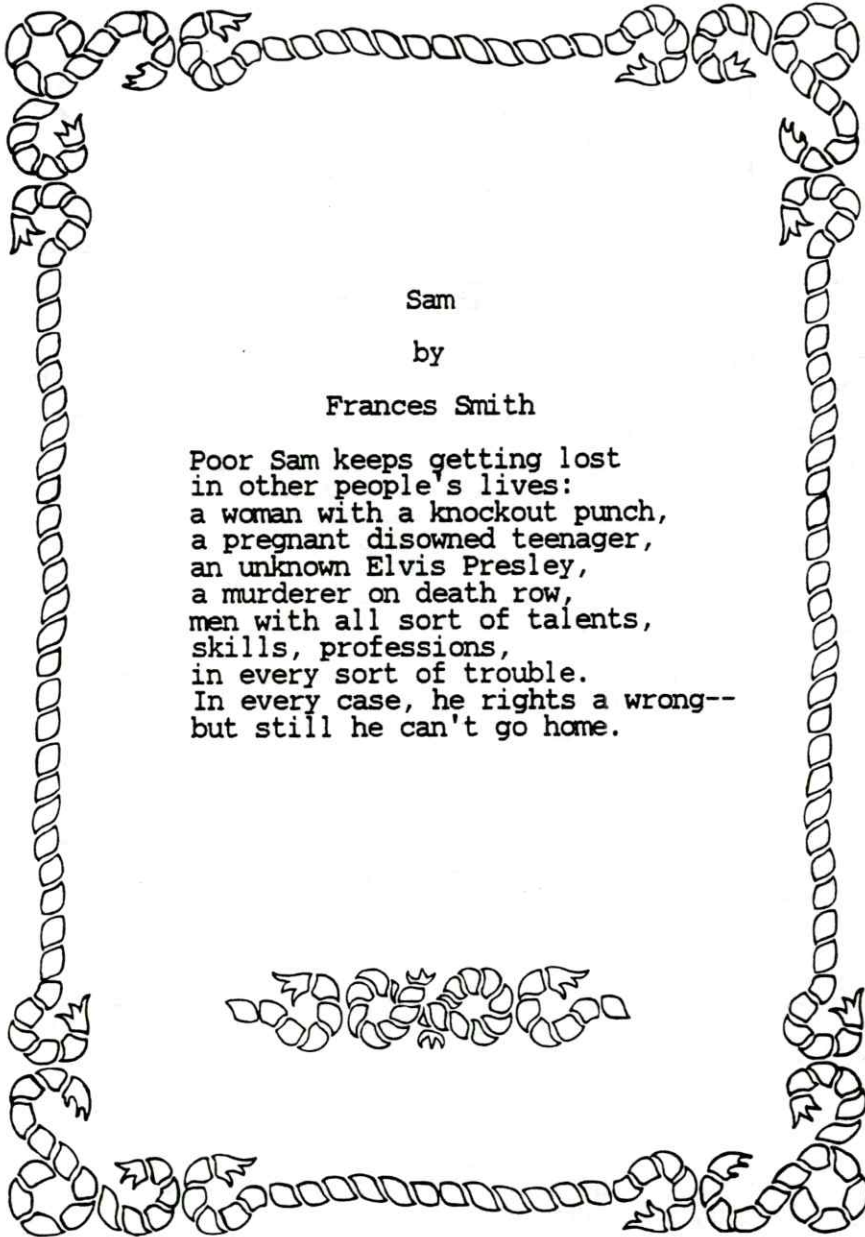 Sam
by
Frances Smith
Poor Sam keeps getting lost
in other people's lives:
a woman with a knockout punch,
a pregnant disowned teenager,
an unknown Elvis Presley,
a murderer on death row,
men with all sort of talents,
skills, professions,
in every sort of trouble.
In every case, he rights a wrong--
but still he can't go home.